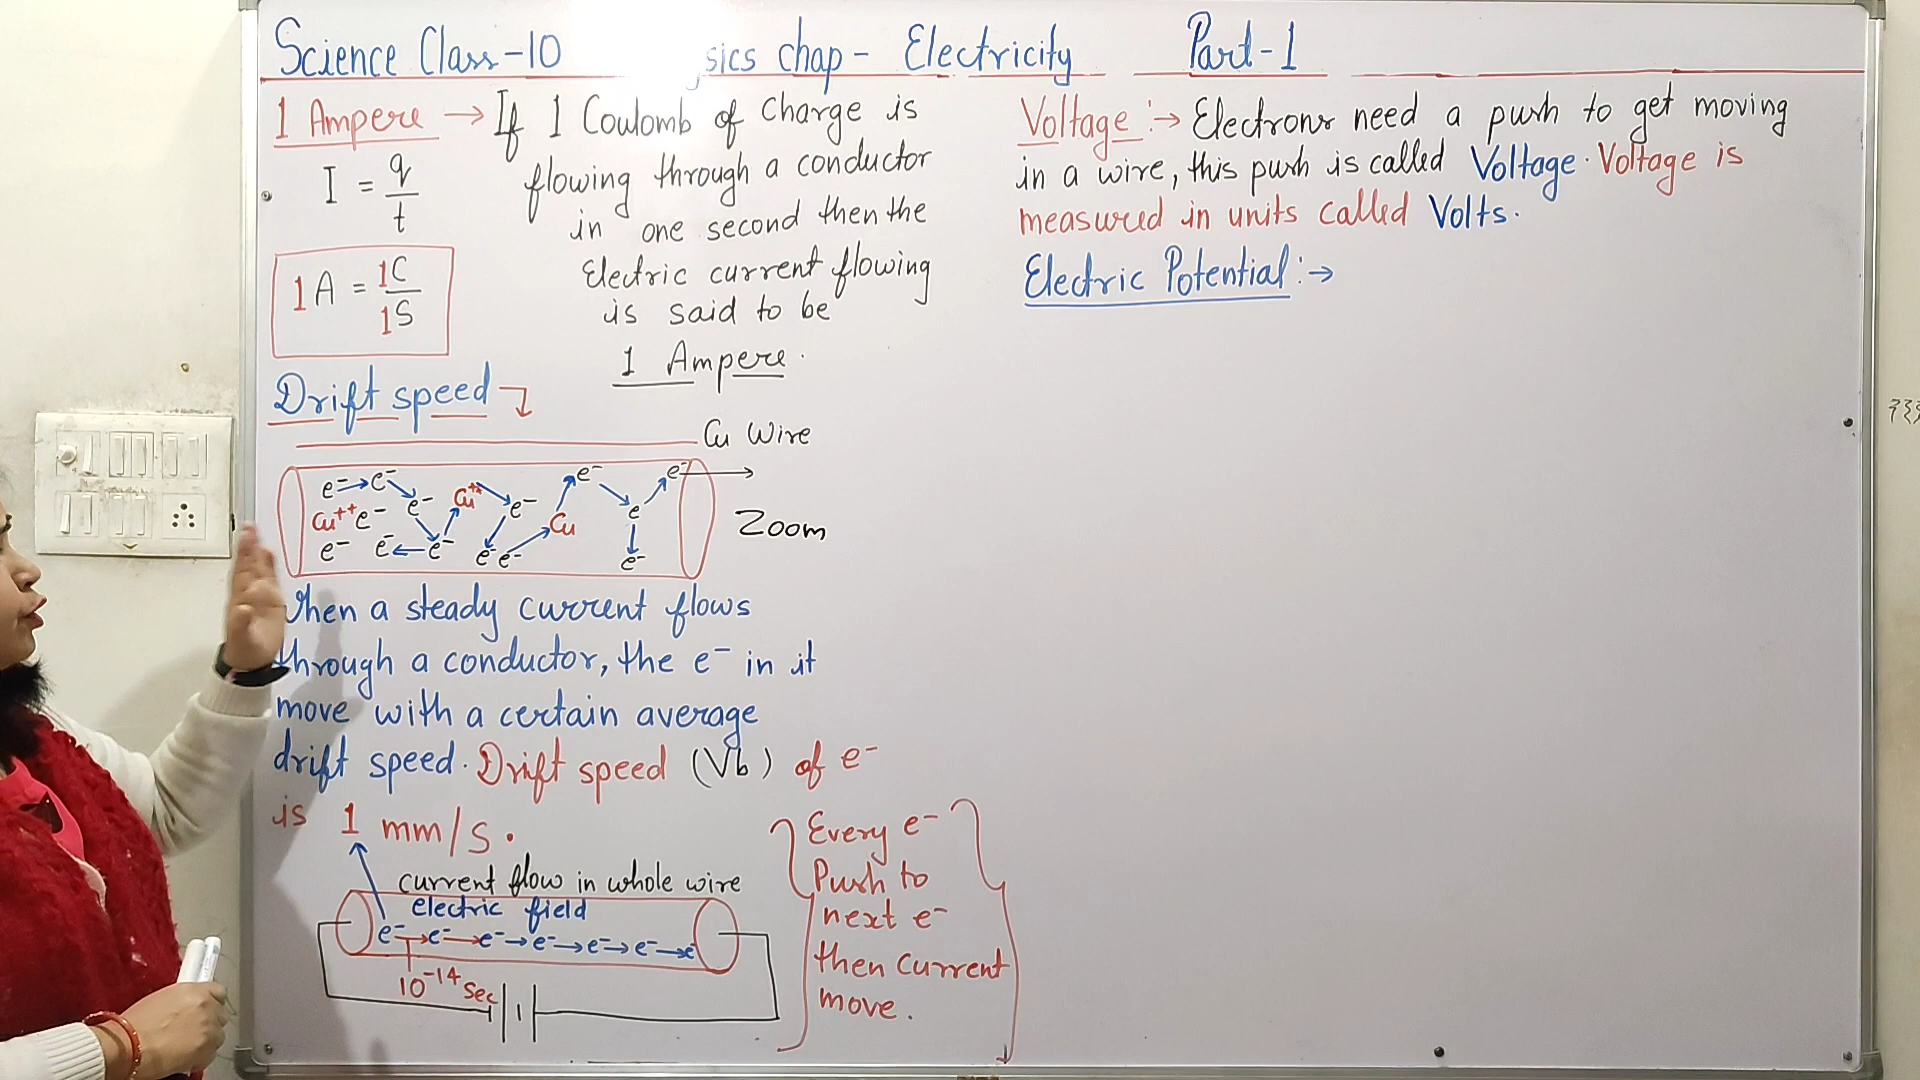 Science Class-10 sics chap- Electricity Part-1
1 Ampere → If 1 Coulomb of Charge is
flowing through a conductor
in one second then the
Electric current flowing
is said to be
1 Ampere.
I = q/t
1A = 1C/1S
Drift speed
Cu Wire
e⁻→e⁻ e⁻ Cu⁺⁺ e⁻ e⁻ e⁻
Cu⁺⁺ e⁻ Cu e
e⁻ e⁻ e⁻ e⁻ e⁻ e⁻
Zoom
when a steady current flows
through a conductor, the e⁻ in it
move with a certain average
drift speed. Drift speed (Vb) of e⁻
is 1 mm/s.
current flow in whole wire
electric field
e⁻→e⁻→e⁻→e⁻→e⁻→e⁻→e
10⁻¹⁴ Sec
Every e⁻
Push to
next e⁻
then current
move.
Voltage :→ Electrons need a push to get moving
in a wire, this push is called Voltage. Voltage is
measured in units called Volts.
Electric Potential :→